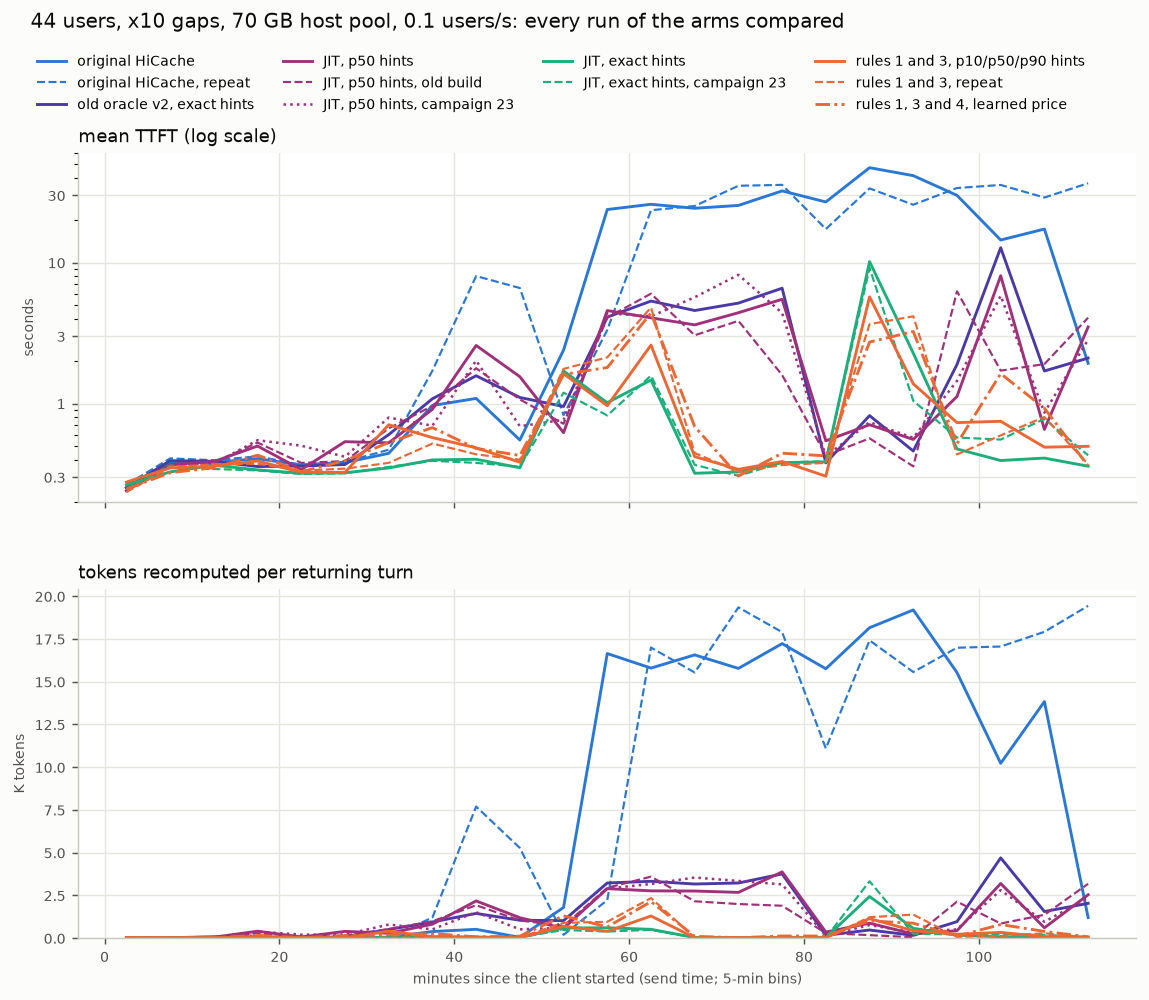 44 users, x10 gaps, 70 GB host pool, 0.1 users/s: every run of the arms compared
original HiCache
JIT, p50 hints
JIT, exact hints
rules 1 and 3, p10/p50/p90 hints
original HiCache, repeat
JIT, p50 hints, old build
JIT, exact hints, campaign 23
rules 1 and 3, repeat
old oracle v2, exact hints
JIT, p50 hints, campaign 23
rules 1, 3 and 4, learned price
mean TTFT (log scale)
30
10
3
1
0.3
seconds
0
20
40
60
80
100
tokens recomputed per returning turn
20.0
17.5
15.0
12.5
10.0
7.5
5.0
2.5
0.0
K tokens
0
20
40
60
80
100
minutes since the client started (send time; 5-min bins)